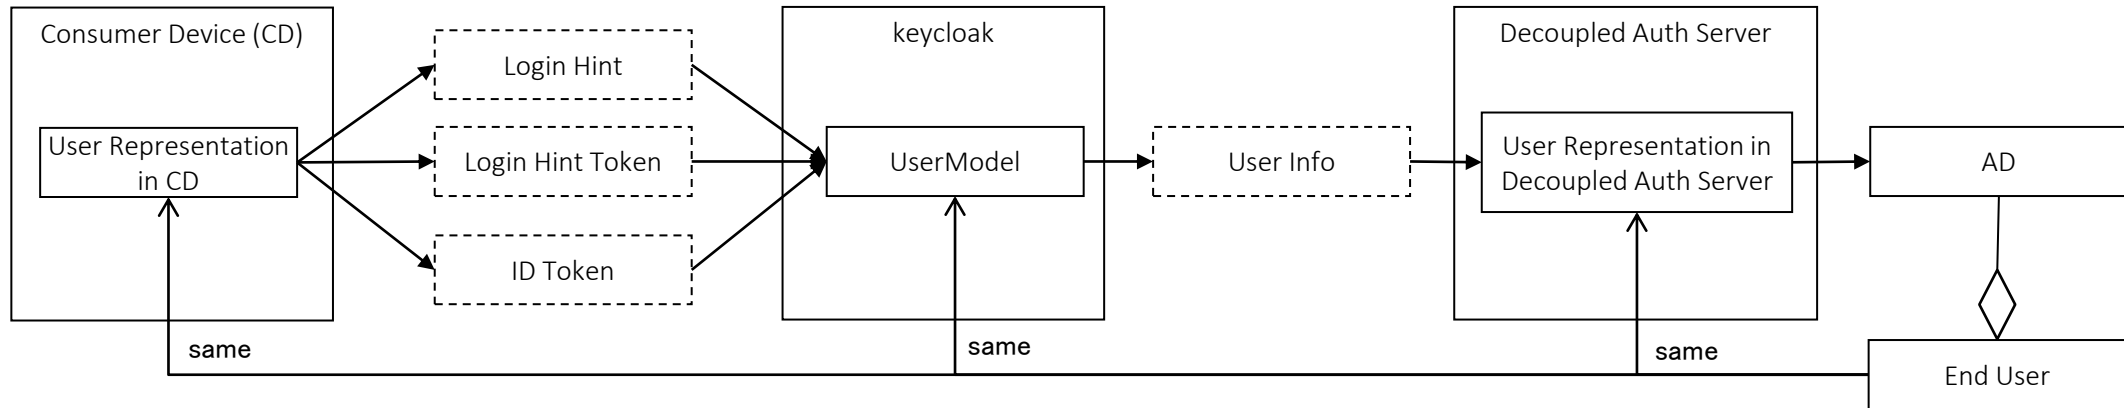 Consumer Device (CD)
keycloak
Decoupled Auth Server
Login Hint
User Representation
in CD
Login Hint Token
UserModel
User Info
User Representation in
Decoupled Auth Server
AD
ID Token
same
same
same
End User